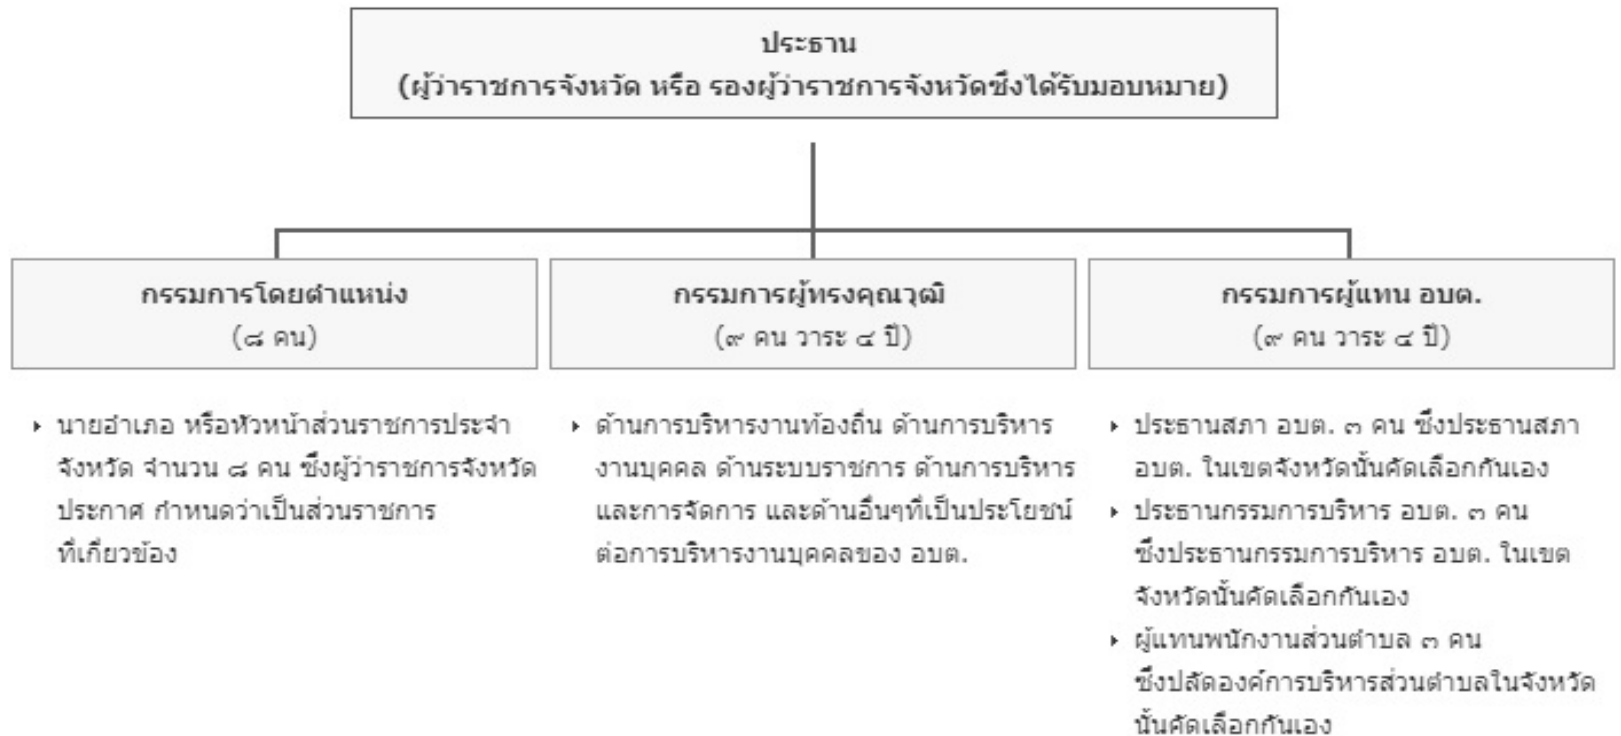 ประธาน
(ผู้ว่าราชการจังหวัด หรือ รองผู้ว่าราชการจังหวัดซึ่งได้รับมอบหมาย)
กรรมการโดยตำแหน่ง
(๘ คน)
นายอำเภอ หรือหัวหน้าส่วนราชการประจำ
จังหวัด จำนวน ๘ คน ซึ่งผู้ว่าราชการจังหวัด
ประกาศ กำหนดว่าเป็นส่วนราชการ
ที่เกี่ยวข้อง
กรรมการผู้ทรงคุณวุฒิ
(๙ คน วาระ ๔ ปี)
ด้านการบริหารงานท้องถิ่น ด้านการบริหาร
งานบุคคล ด้านระบบราชการ ด้านการบริหาร
และการจัดการ และด้านอื่นๆที่เป็นประโยชน์
ต่อการบริหารงานบุคคลของ อบต.
กรรมการผู้แทน อบต.
(๙ คน วาระ ๔ ปี)
ประธานสภา อบต. ๓ คน ซึ่งประธานสภา
อบต. ในเขตจังหวัดนั้นคัดเลือกกันเอง
ประธานกรรมการบริหาร อบต. ๓ คน
ซึ่งประธานกรรมการบริหาร อบต. ในเขต
จังหวัดนั้นคัดเลือกกันเอง
ผู้แทนพนักงานส่วนตำบล ๓ คน
ซึ่งปลัดองค์การบริหารส่วนตำบลในจังหวัด
นั้นคัดเลือกกันเอง